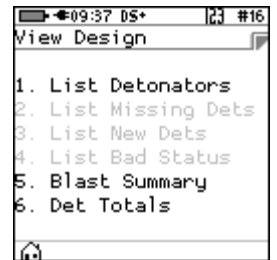 09:37 DS+ 123 #16
View Design
1. List Detonators
2. List Missing Dets
3. List New Dets
4. List Bad Status
5. Blast Summary
6. Det Totals